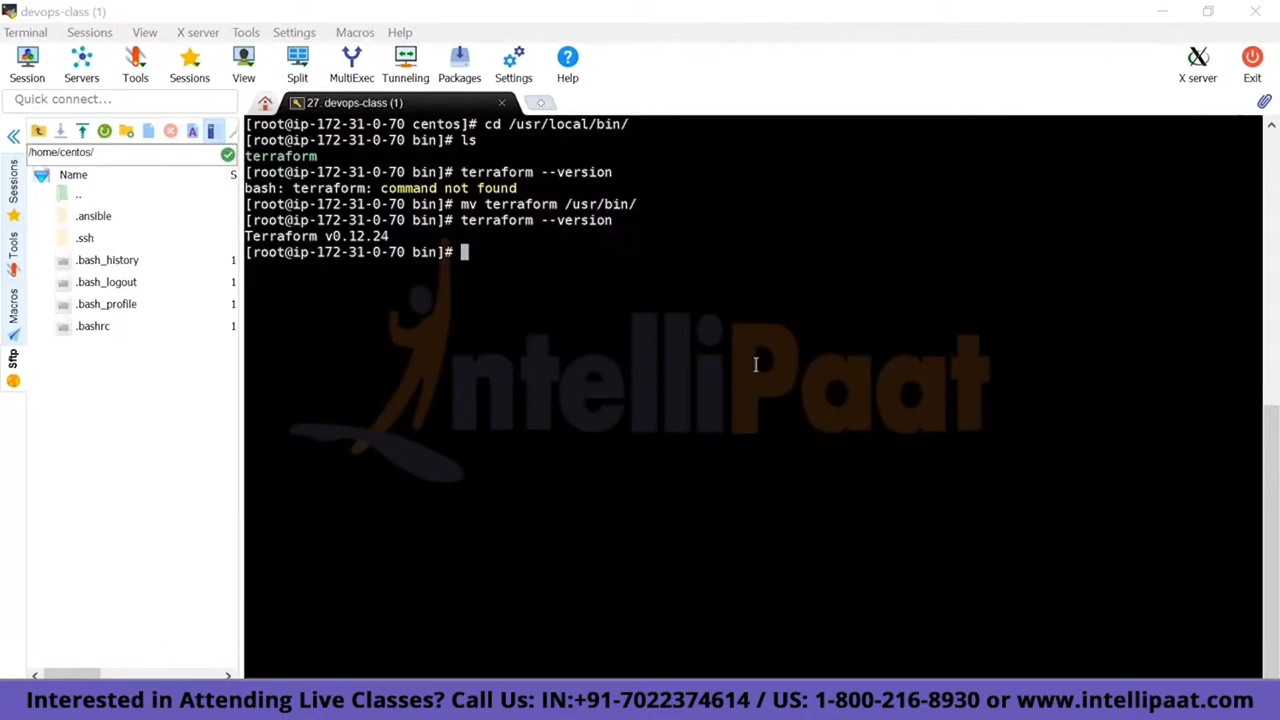 devops-class (1)
Terminal Sessions View X server Tools Settings Macros Help
Session Servers Tools Sessions View Split MultiExec Tunneling Packages Settings Help X server Exit
Quick connect...
27. devops-class (1)
/home/centos/
Name S
..
.ansible
.ssh
.bash_history 1
.bash_logout 1
.bash_profile 1
.bashrc 1
Sessions
Tools
Macros
Sftp
[root@ip-172-31-0-70 centos]# cd /usr/local/bin/
[root@ip-172-31-0-70 bin]# ls
terraform
[root@ip-172-31-0-70 bin]# terraform --version
bash: terraform: command not found
[root@ip-172-31-0-70 bin]# mv terraform /usr/bin/
[root@ip-172-31-0-70 bin]# terraform --version
Terraform v0.12.24
[root@ip-172-31-0-70 bin]#
IntelliPaat
Interested in Attending Live Classes? Call Us: IN:+91-7022374614 / US: 1-800-216-8930 or www.intellipaat.com